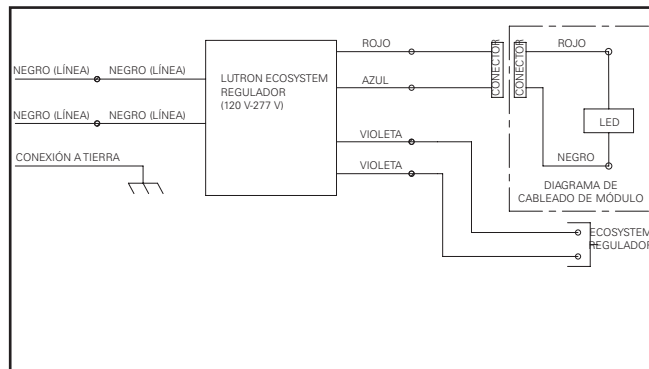 NEGRO (LÍNEA)
NEGRO (LÍNEA)
NEGRO (LÍNEA)
NEGRO (LÍNEA)
CONEXIÓN A TIERRA
LUTRON ECOSYSTEM
REGULADOR
(120 V-277 V)
ROJO
AZUL
VIOLETA
VIOLETA
CONECTOR
CONECTOR
ROJO
LED
NEGRO
DIAGRAMA DE
CABLEADO DE MÓDULO
ECOSYSTEM
REGULADOR